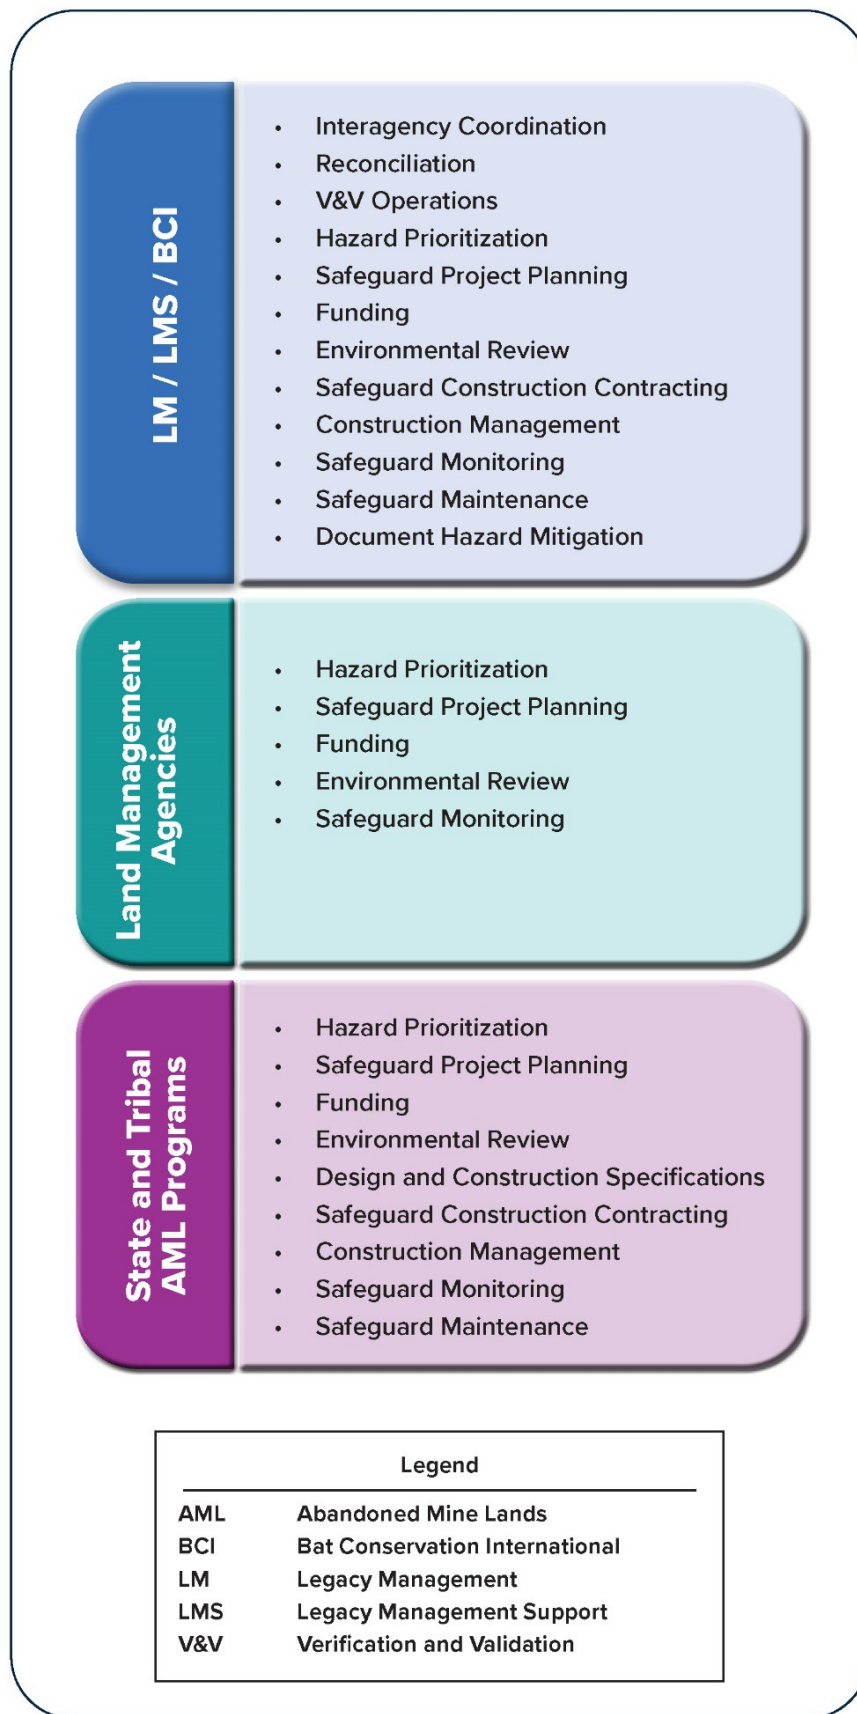 LM / LMS / BCI
• Interagency Coordination
• Reconciliation
• V&V Operations
• Hazard Prioritization
• Safeguard Project Planning
• Funding
• Environmental Review
• Safeguard Construction Contracting
• Construction Management
• Safeguard Monitoring
• Safeguard Maintenance
• Document Hazard Mitigation
Land Management
Agencies
• Hazard Prioritization
• Safeguard Project Planning
• Funding
• Environmental Review
• Safeguard Monitoring
State and Tribal
AML Programs
• Hazard Prioritization
• Safeguard Project Planning
• Funding
• Environmental Review
• Design and Construction Specifications
• Safeguard Construction Contracting
• Construction Management
• Safeguard Monitoring
• Safeguard Maintenance
Legend
AML Abandoned Mine Lands
BCI Bat Conservation International
LM Legacy Management
LMS Legacy Management Support
V&V Verification and Validation